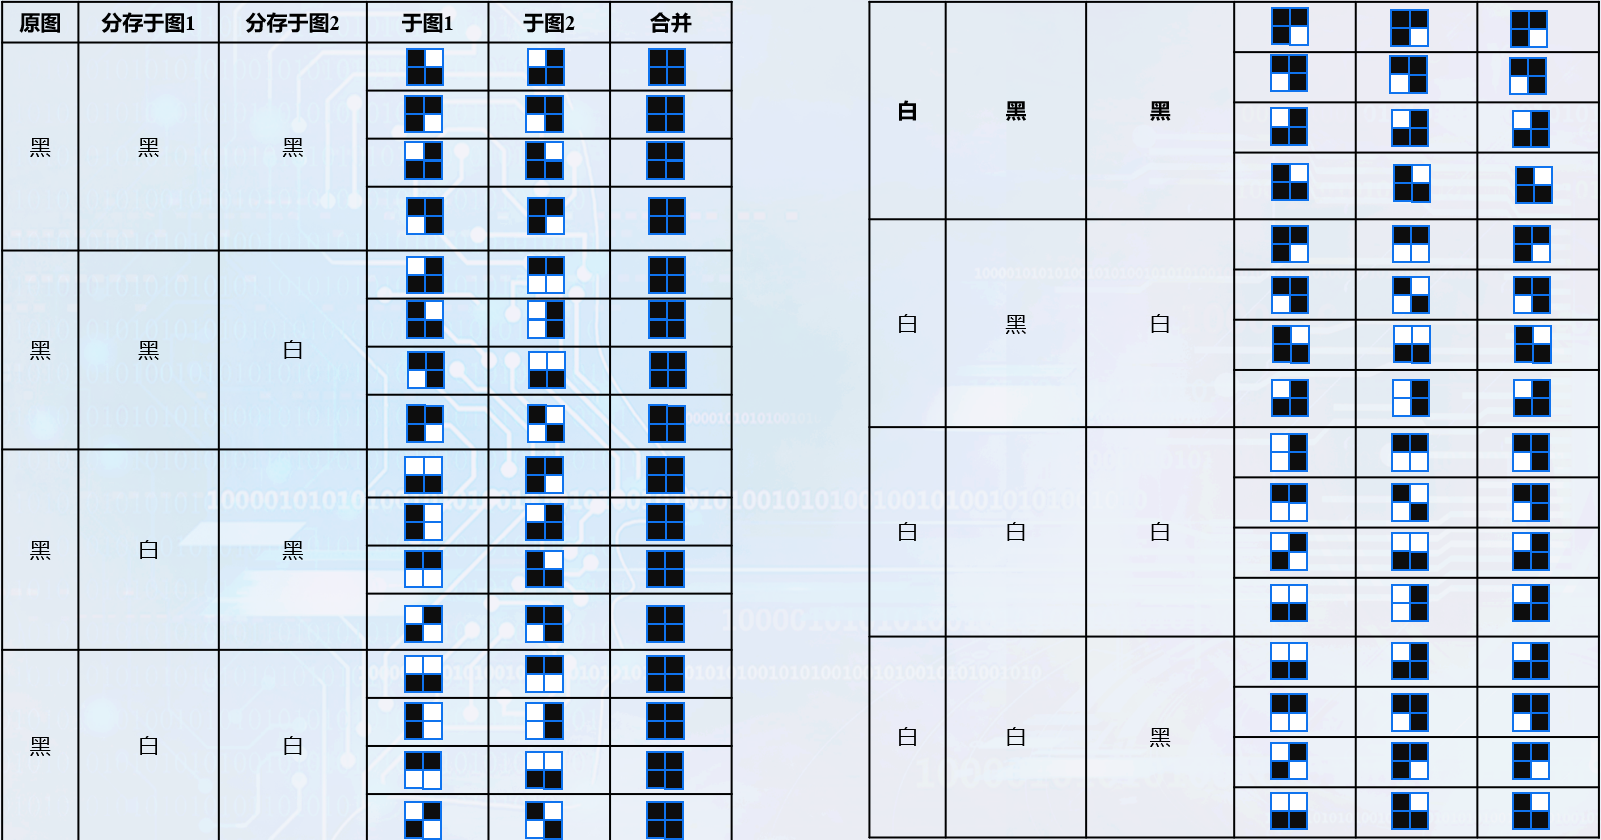 原图 分存于图1 分存于图2 于图1 于图2 合并
黑 黑 黑
黑 黑 白
黑 白 黑
黑 白 白
白 黑 黑
白 黑 白
白 白 白
白 白 黑